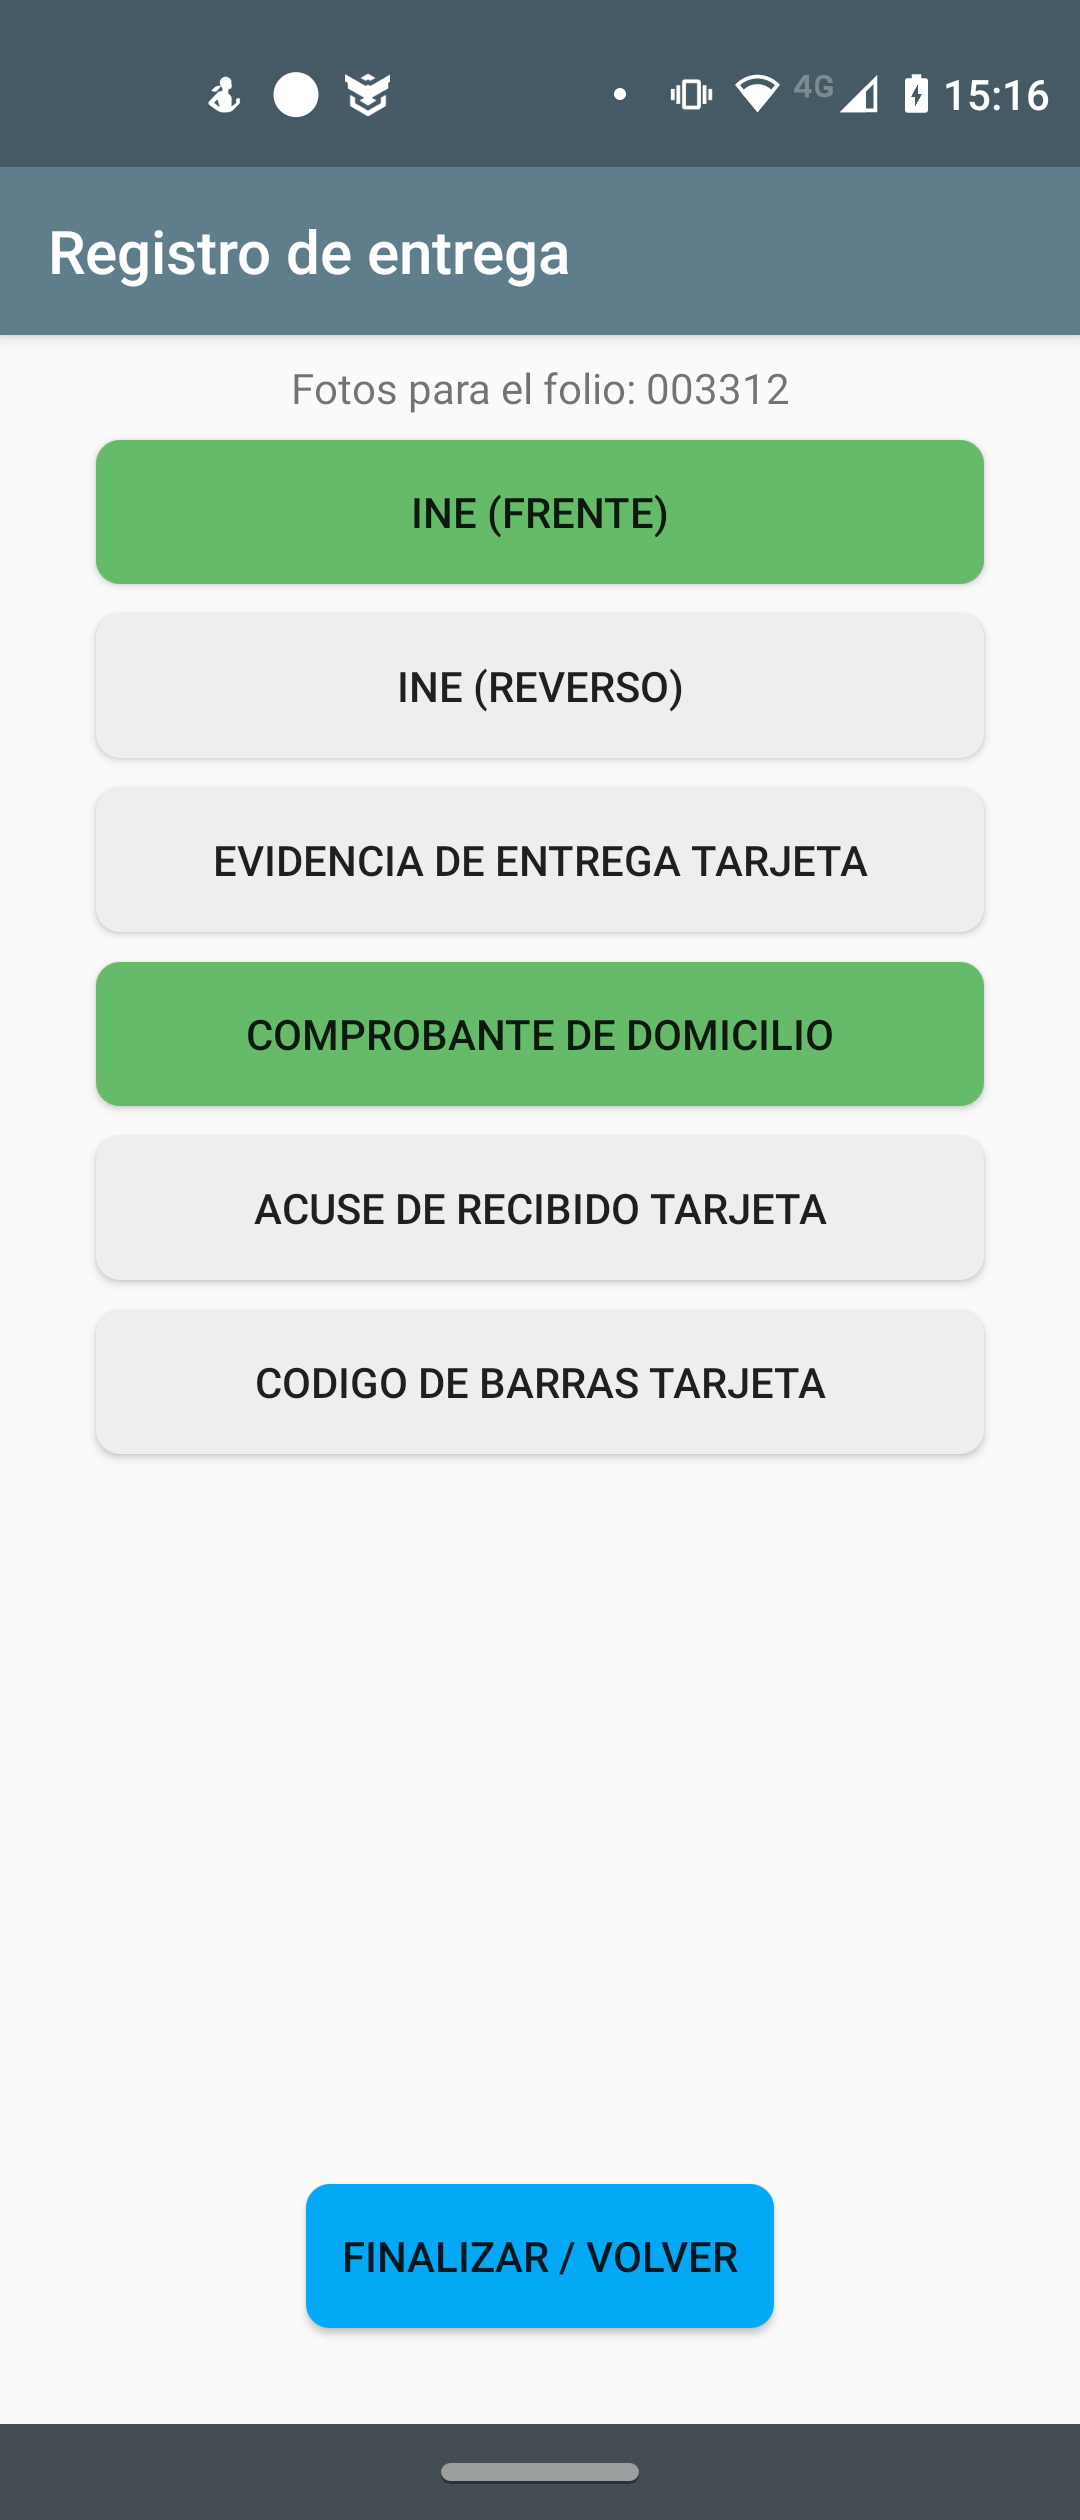 4G 15:16
Registro de entrega
Fotos para el folio: 003312
INE (FRENTE)
INE (REVERSO)
EVIDENCIA DE ENTREGA TARJETA
COMPROBANTE DE DOMICILIO
ACUSE DE RECIBIDO TARJETA
CODIGO DE BARRAS TARJETA
FINALIZAR / VOLVER